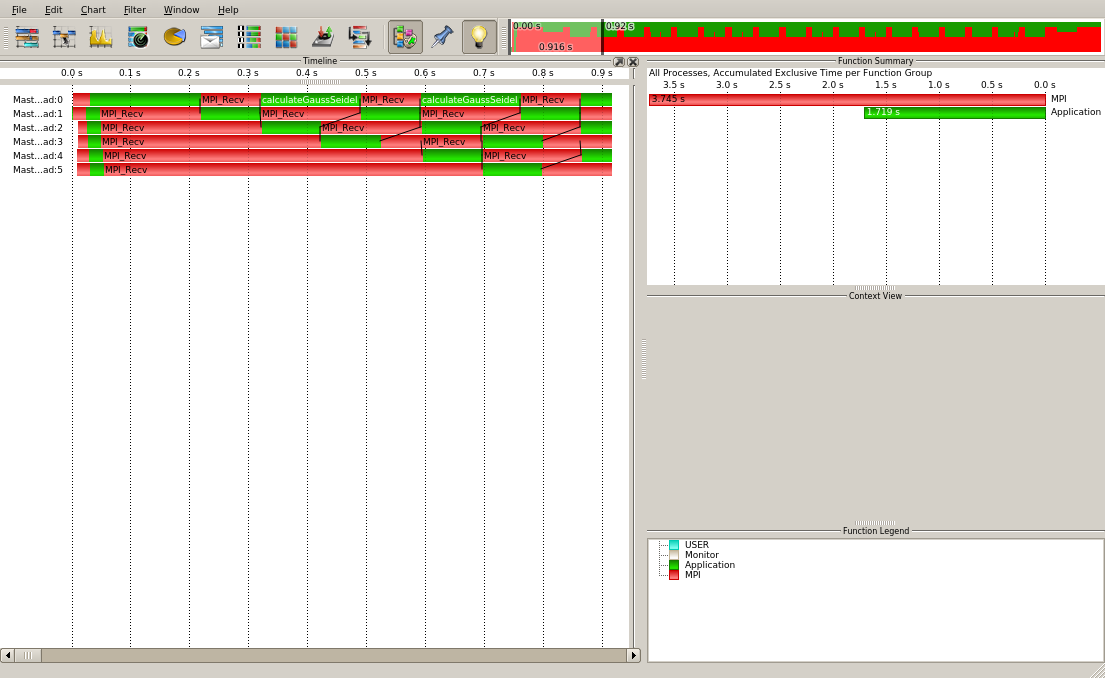 File Edit Chart Filter Window Help
0.00 s 0.92 s
0.916 s
Timeline
0.0 s 0.1 s 0.2 s 0.3 s 0.4 s 0.5 s 0.6 s 0.7 s 0.8 s 0.9 s
Mast...ad:0 MPI_Recv calculateGaussSeidel MPI_Recv calculateGaussSeidel MPI_Recv
Mast...ad:1 MPI_Recv MPI_Recv MPI_Recv
Mast...ad:2 MPI_Recv MPI_Recv MPI_Recv
Mast...ad:3 MPI_Recv MPI_Recv
Mast...ad:4 MPI_Recv MPI_Recv
Mast...ad:5 MPI_Recv
Function Summary
All Processes, Accumulated Exclusive Time per Function Group
3.5 s 3.0 s 2.5 s 2.0 s 1.5 s 1.0 s 0.5 s 0.0 s
3.745 s MPI
1.719 s Application
Context View
Function Legend
USER
Monitor
Application
MPI